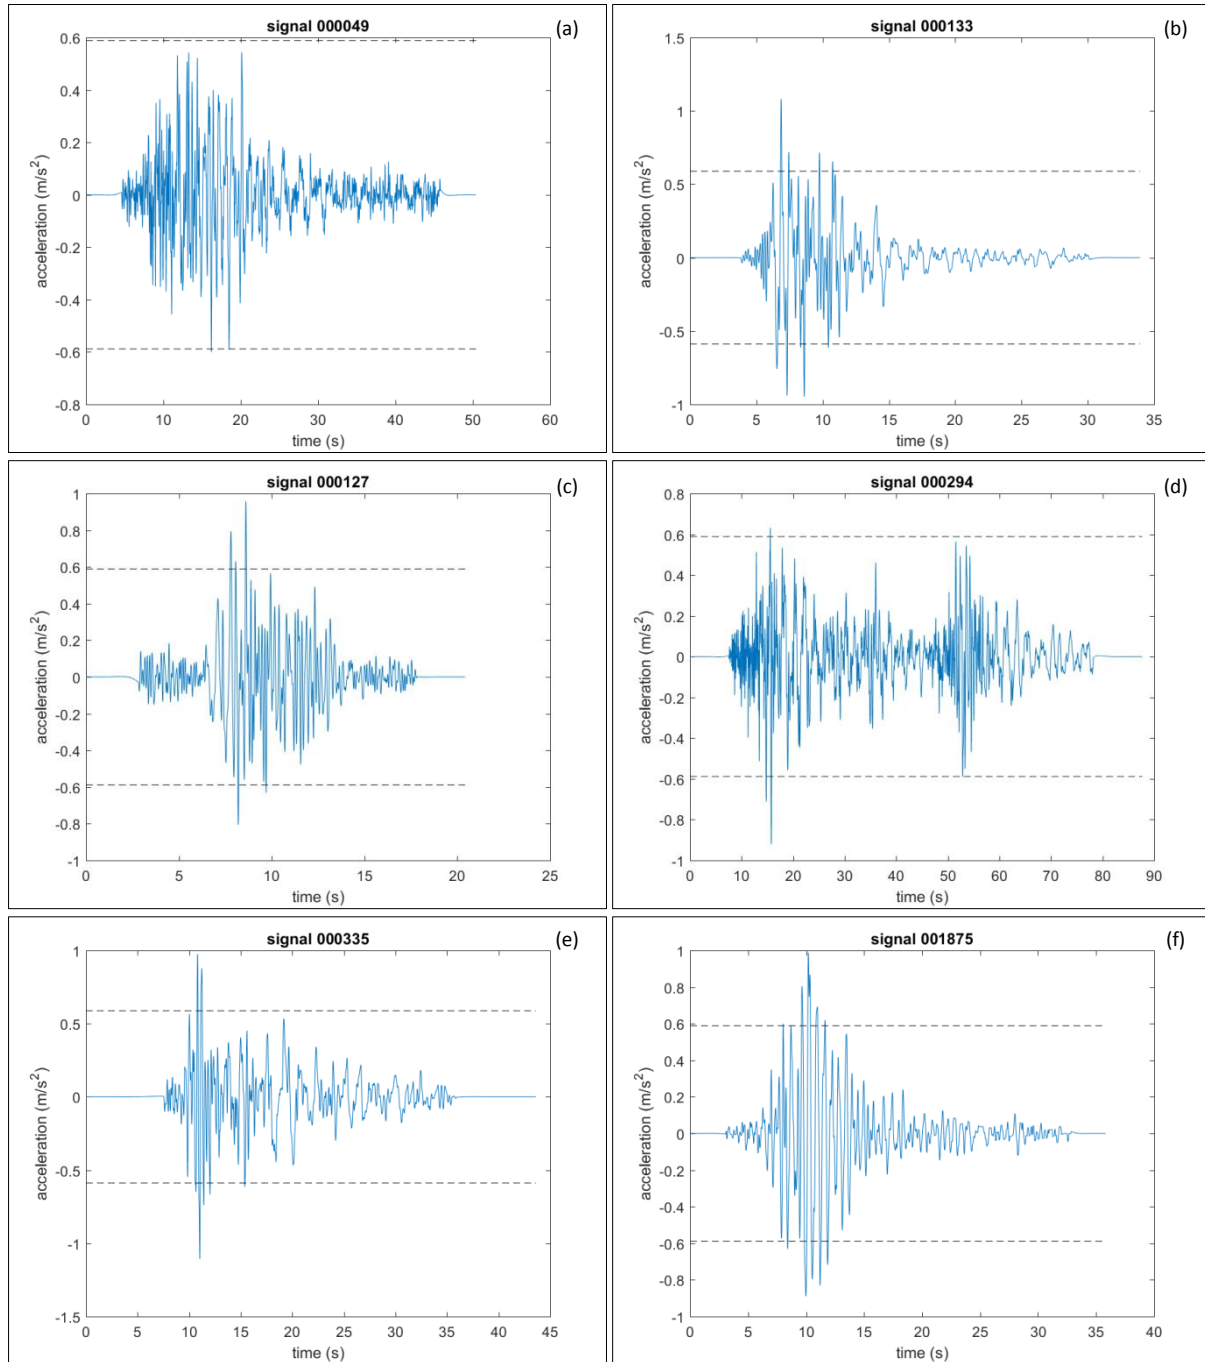 signal 000049
(a)
0.6
0.4
0.2
0
-0.2
-0.4
-0.6
-0.8
acceleration (m/s²)
0 10 20 30 40 50 60
time (s)
signal 000133
(b)
1.5
1
0.5
0
-0.5
-1
acceleration (m/s²)
0 5 10 15 20 25 30 35
time (s)
signal 000127
(c)
1
0.8
0.6
0.4
0.2
0
-0.2
-0.4
-0.6
-0.8
-1
acceleration (m/s²)
0 5 10 15 20 25
time (s)
signal 000294
(d)
0.8
0.6
0.4
0.2
0
-0.2
-0.4
-0.6
-0.8
-1
acceleration (m/s²)
0 10 20 30 40 50 60 70 80 90
time (s)
signal 000335
(e)
1
0.5
0
-0.5
-1
-1.5
acceleration (m/s²)
0 5 10 15 20 25 30 35 40 45
time (s)
signal 001875
(f)
1
0.8
0.6
0.4
0.2
0
-0.2
-0.4
-0.6
-0.8
-1
acceleration (m/s²)
0 5 10 15 20 25 30 35 40
time (s)